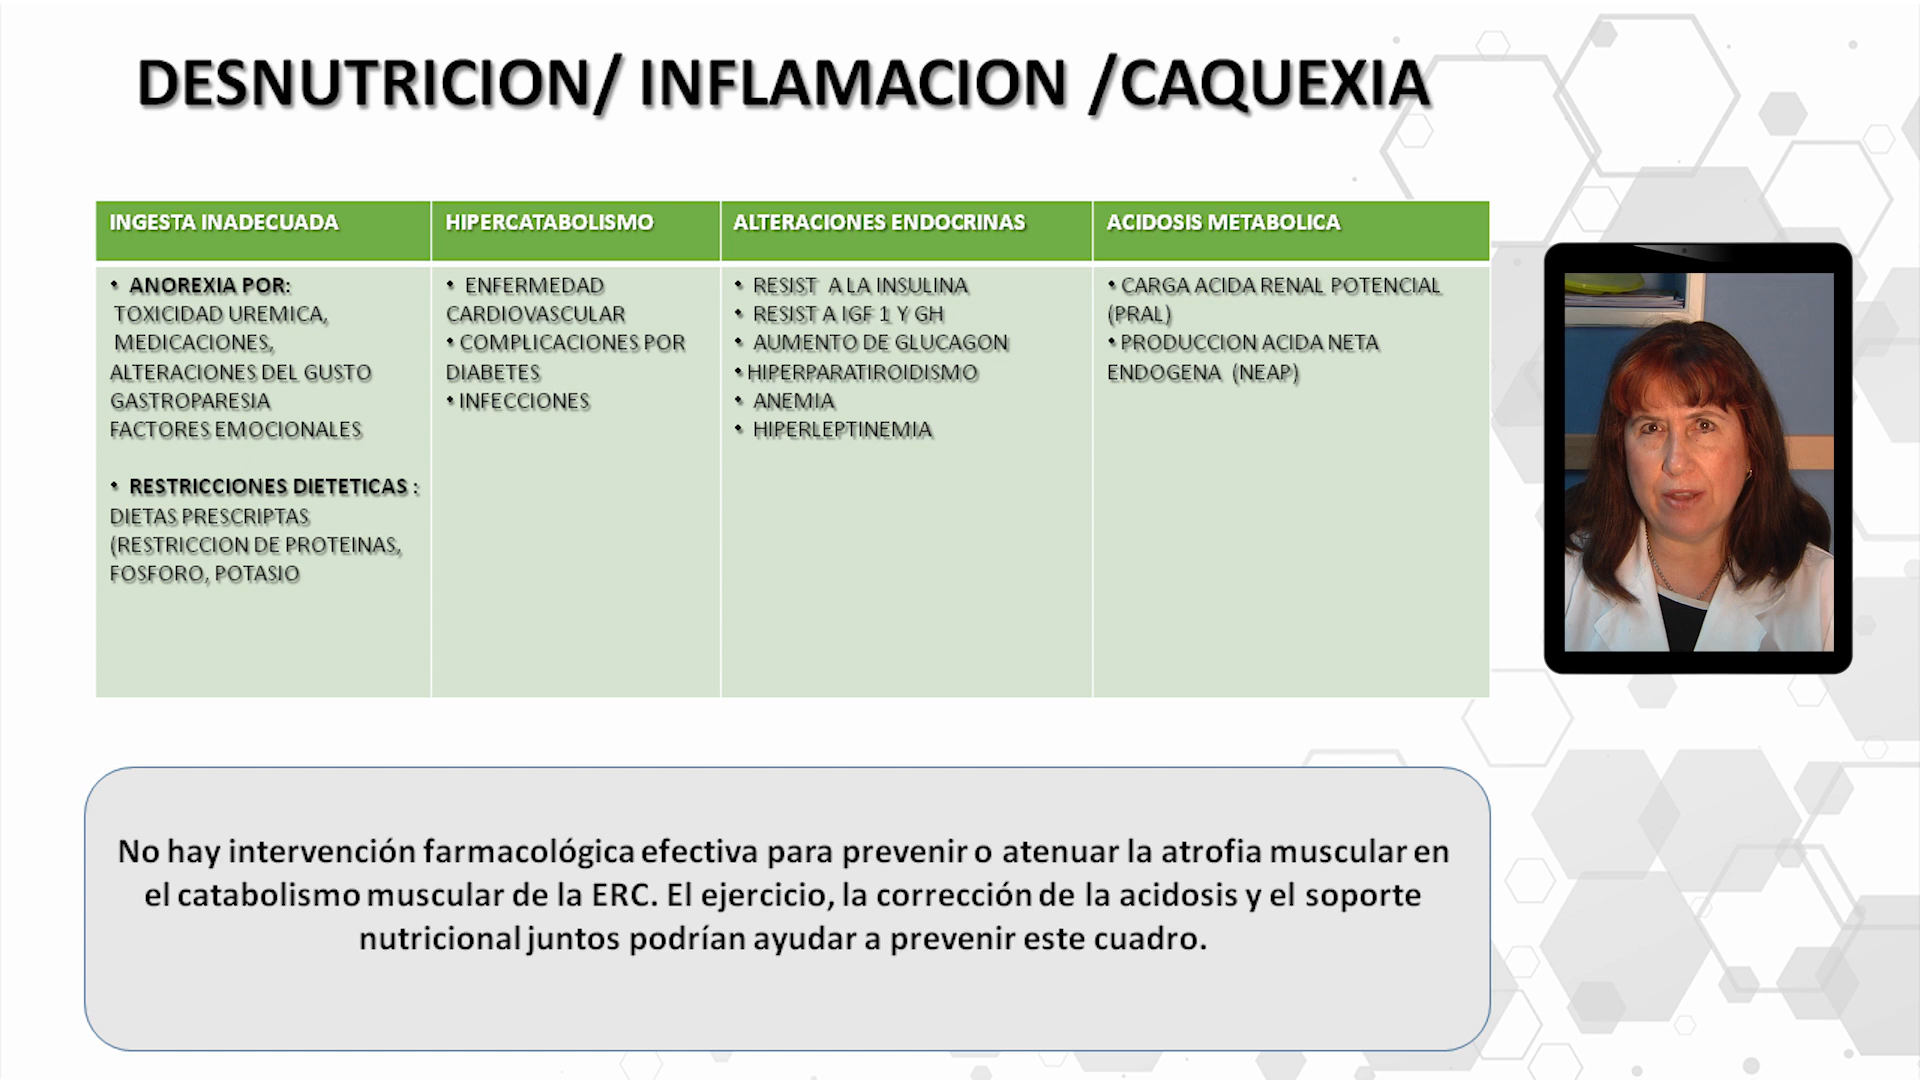 DESNUTRICION/ INFLAMACION /CAQUEXIA
INGESTA INADECUADA
• ANOREXIA POR:
TOXICIDAD UREMICA,
MEDICACIONES,
ALTERACIONES DEL GUSTO
GASTROPARESIA
FACTORES EMOCIONALES
• RESTRICCIONES DIETETICAS :
DIETAS PRESCRIPTAS
(RESTRICCION DE PROTEINAS,
FOSFORO, POTASIO
HIPERCATABOLISMO
• ENFERMEDAD
CARDIOVASCULAR
• COMPLICACIONES POR
DIABETES
• INFECCIONES
ALTERACIONES ENDOCRINAS
• RESIST A LA INSULINA
• RESIST A IGF 1 Y GH
• AUMENTO DE GLUCAGON
• HIPERPARATIROIDISMO
• ANEMIA
• HIPERLEPTINEMIA
ACIDOSIS METABOLICA
• CARGA ACIDA RENAL POTENCIAL
(PRAL)
• PRODUCCION ACIDA NETA
ENDOGENA (NEAP)
No hay intervención farmacológica efectiva para prevenir o atenuar la atrofia muscular en
el catabolismo muscular de la ERC. El ejercicio, la corrección de la acidosis y el soporte
nutricional juntos podrían ayudar a prevenir este cuadro.